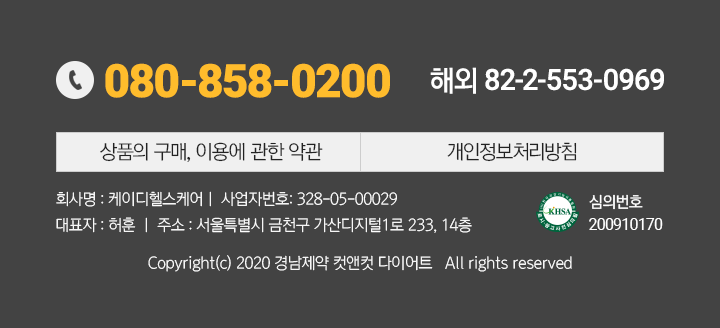 080-858-0200 해외 82-2-553-0969
상품의 구매, 이용에 관한 약관 개인정보처리방침
회사명 : 케이디헬스케어 | 사업자번호: 328-05-00029
대표자 : 허훈 | 주소 : 서울특별시 금천구 가산디지털1로 233, 14층
KHSA
심의번호
200910170
Copyright(c) 2020 경남제약 컷앤컷 다이어트 All rights reserved